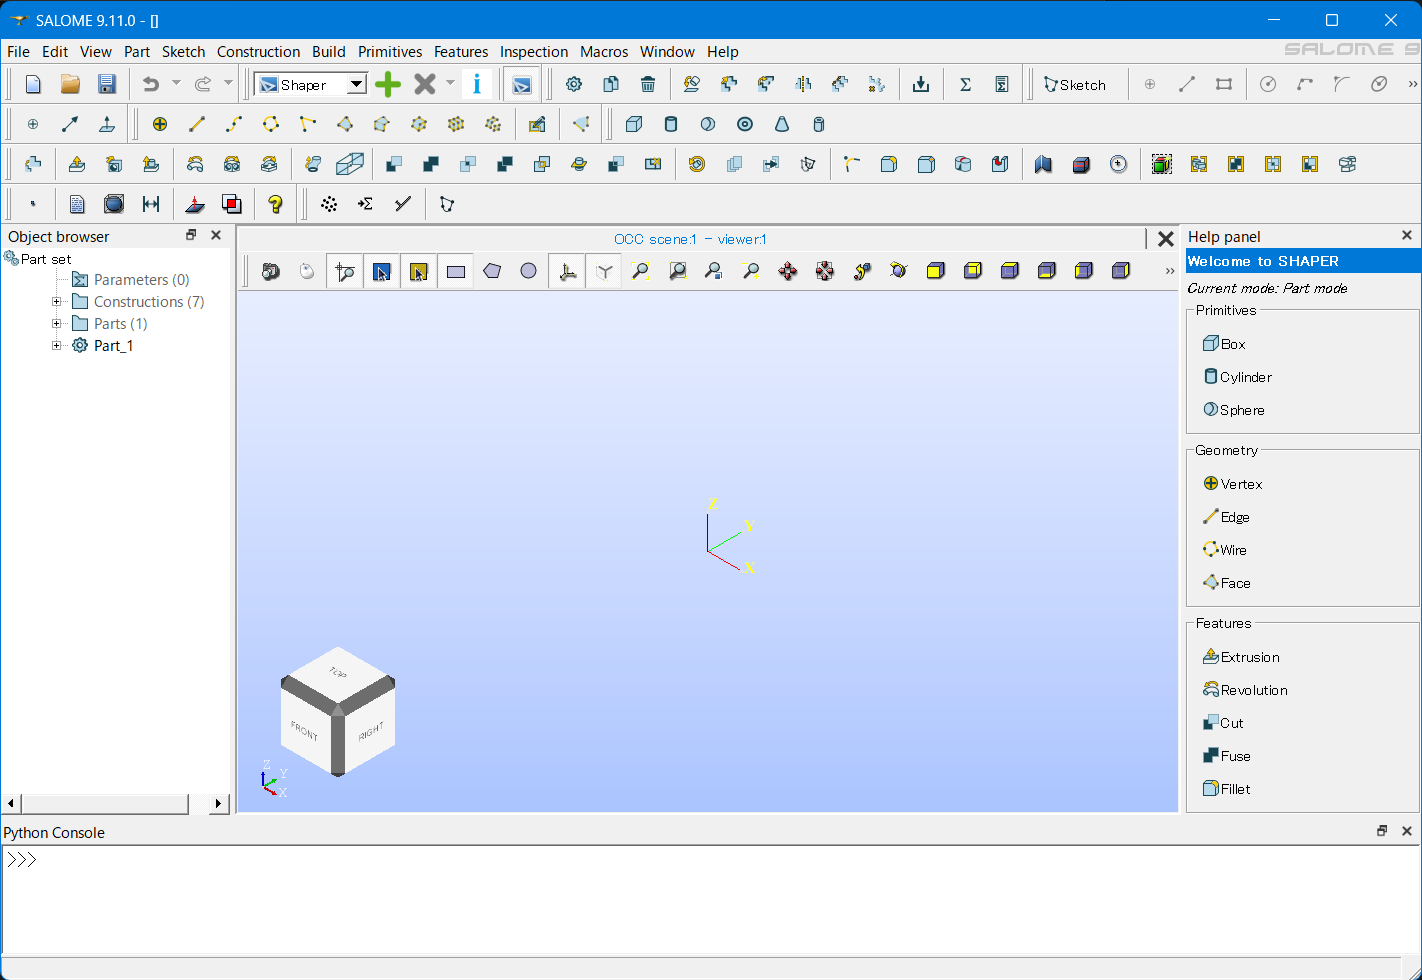 SALOME 9.11.0 - []
File Edit View Part Sketch Construction Build Primitives Features Inspection Macros Window Help
SALOME 9
Shaper
Sketch
Object browser
Part set
Parameters (0)
Constructions (7)
Parts (1)
Part_1
OCC scene:1 - viewer:1
Z
Y
X
TOP
FRONT
RIGHT
Z
Y
X
Help panel
Welcome to SHAPER
Current mode: Part mode
Primitives
Box
Cylinder
Sphere
Geometry
Vertex
Edge
Wire
Face
Features
Extrusion
Revolution
Cut
Fuse
Fillet
Python Console
>>>